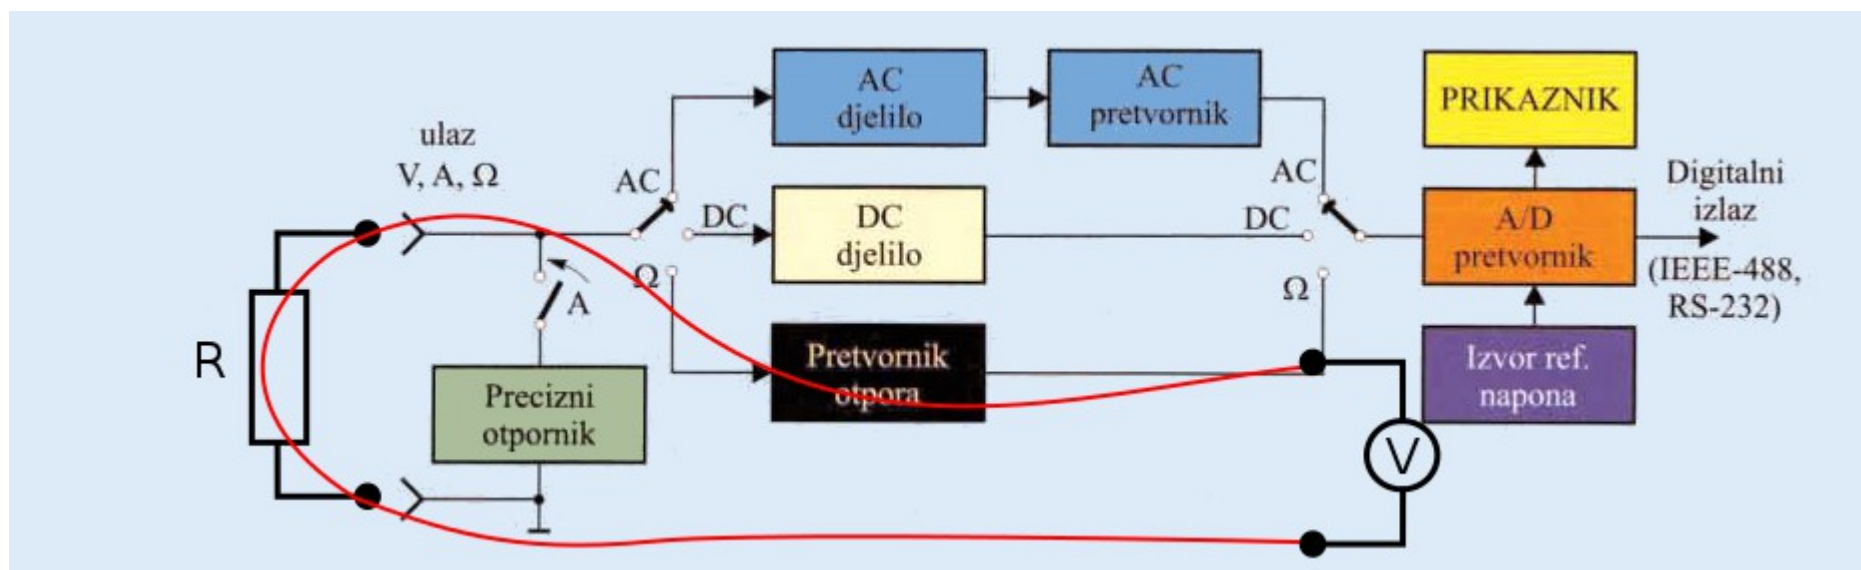 AC
djelilo
AC
pretvornik
PRIKAZNIK
ulaz
V, A, Ω
AC
DC
Ω
A
DC
djelilo
AC
DC
Ω
A/D
pretvornik
Digitalni
izlaz
(IEEE-488,
RS-232)
R
Precizni
otpornik
Pretvornik
otpora
Izvor ref.
napona
V